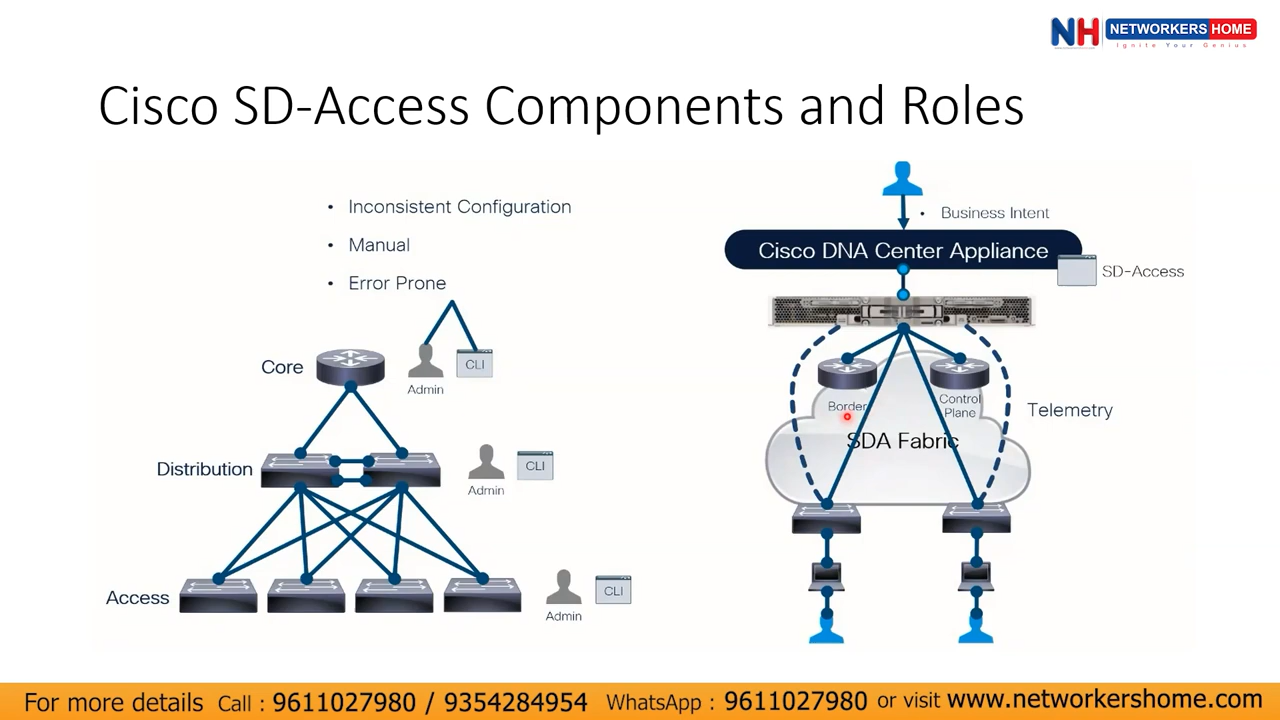 NH NETWORKERS HOME
Ignite Your Genius
Cisco SD-Access Components and Roles
• Inconsistent Configuration
• Manual
• Error Prone
Core
CLI
Admin
Distribution
CLI
Admin
Access
CLI
Admin
• Business Intent
Cisco DNA Center Appliance
SD-Access
Border
Control
Plane
Telemetry
SDA Fabric
For more details Call : 9611027980 / 9354284954 WhatsApp : 9611027980 or visit www.networkershome.com